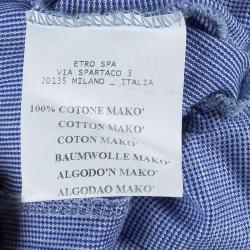 ETRO SPA
VIA SPARTACO 3
20135 MILANO _ ITALIA
100% COTONE MAKO'
COTTON MAKO'
COTON MAKO'
BAUMWOLLE MAKO'
ALGODO'N MAKO'
ALGODAO MAKO'